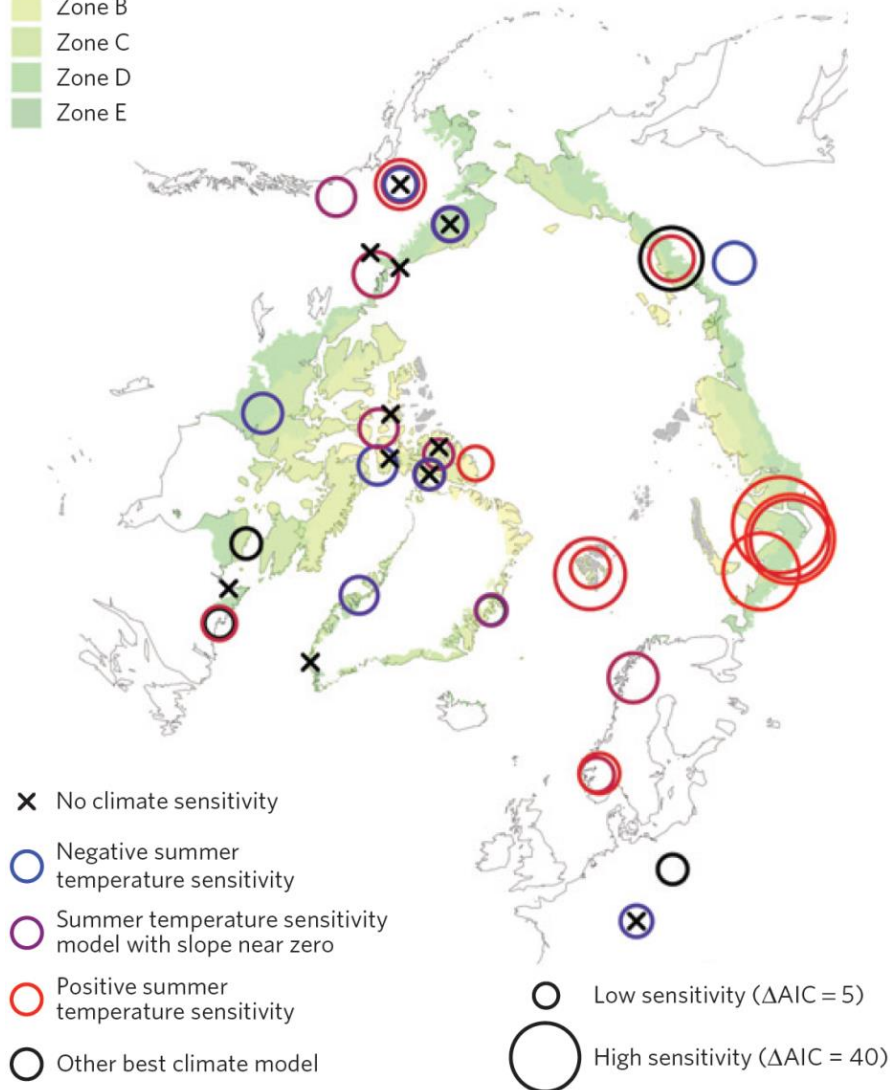 Zone B
Zone C
Zone D
Zone E
No climate sensitivity
Negative summer
temperature sensitivity
Summer temperature sensitivity
model with slope near zero
Positive summer
temperature sensitivity
Other best climate model
Low sensitivity (ΔAIC = 5)
High sensitivity (ΔAIC = 40)